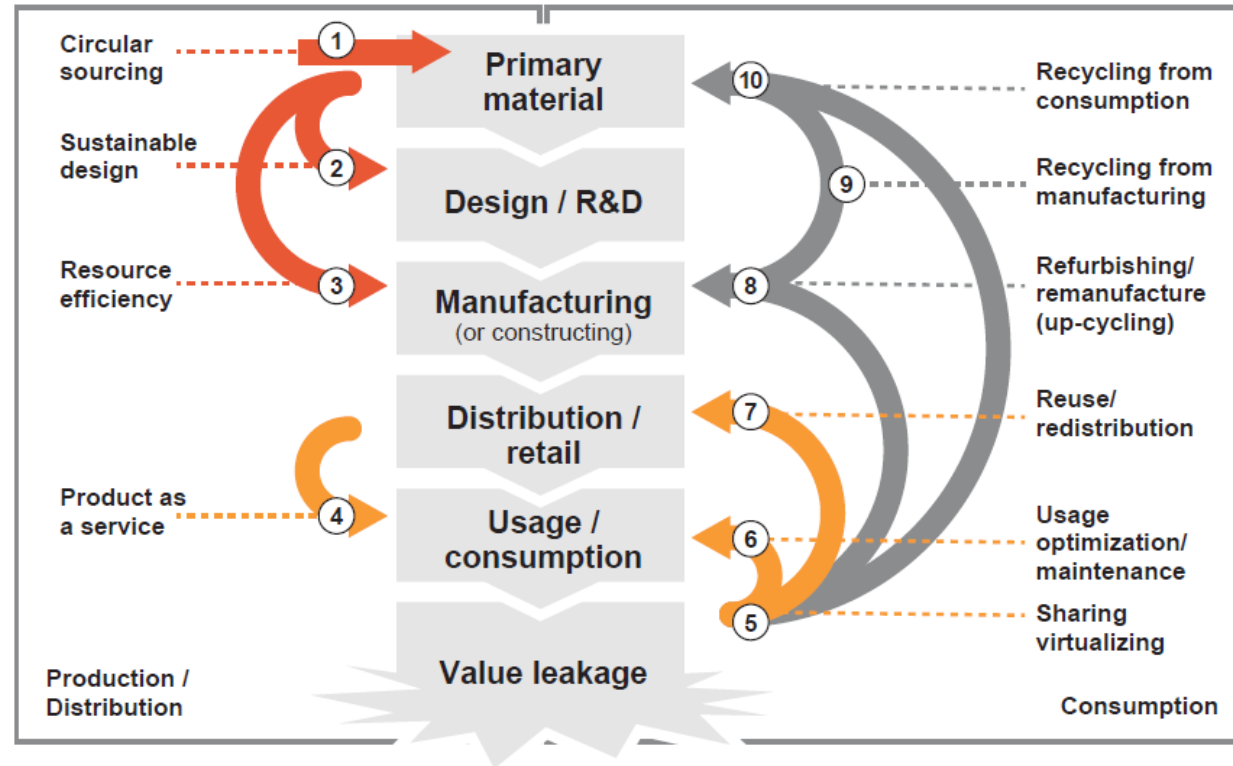 Circular
sourcing
1
Primary
material
10
Recycling from
consumption
Sustainable
design
2
Design / R&D
9
Recycling from
manufacturing
Resource
efficiency
3
Manufacturing
(or constructing)
8
Refurbishing/
remanufacture
(up-cycling)
Distribution /
retail
7
Reuse/
redistribution
Product as
a service
4
Usage /
consumption
6
Usage
optimization/
maintenance
5
Sharing
virtualizing
Value leakage
Production /
Distribution
Consumption